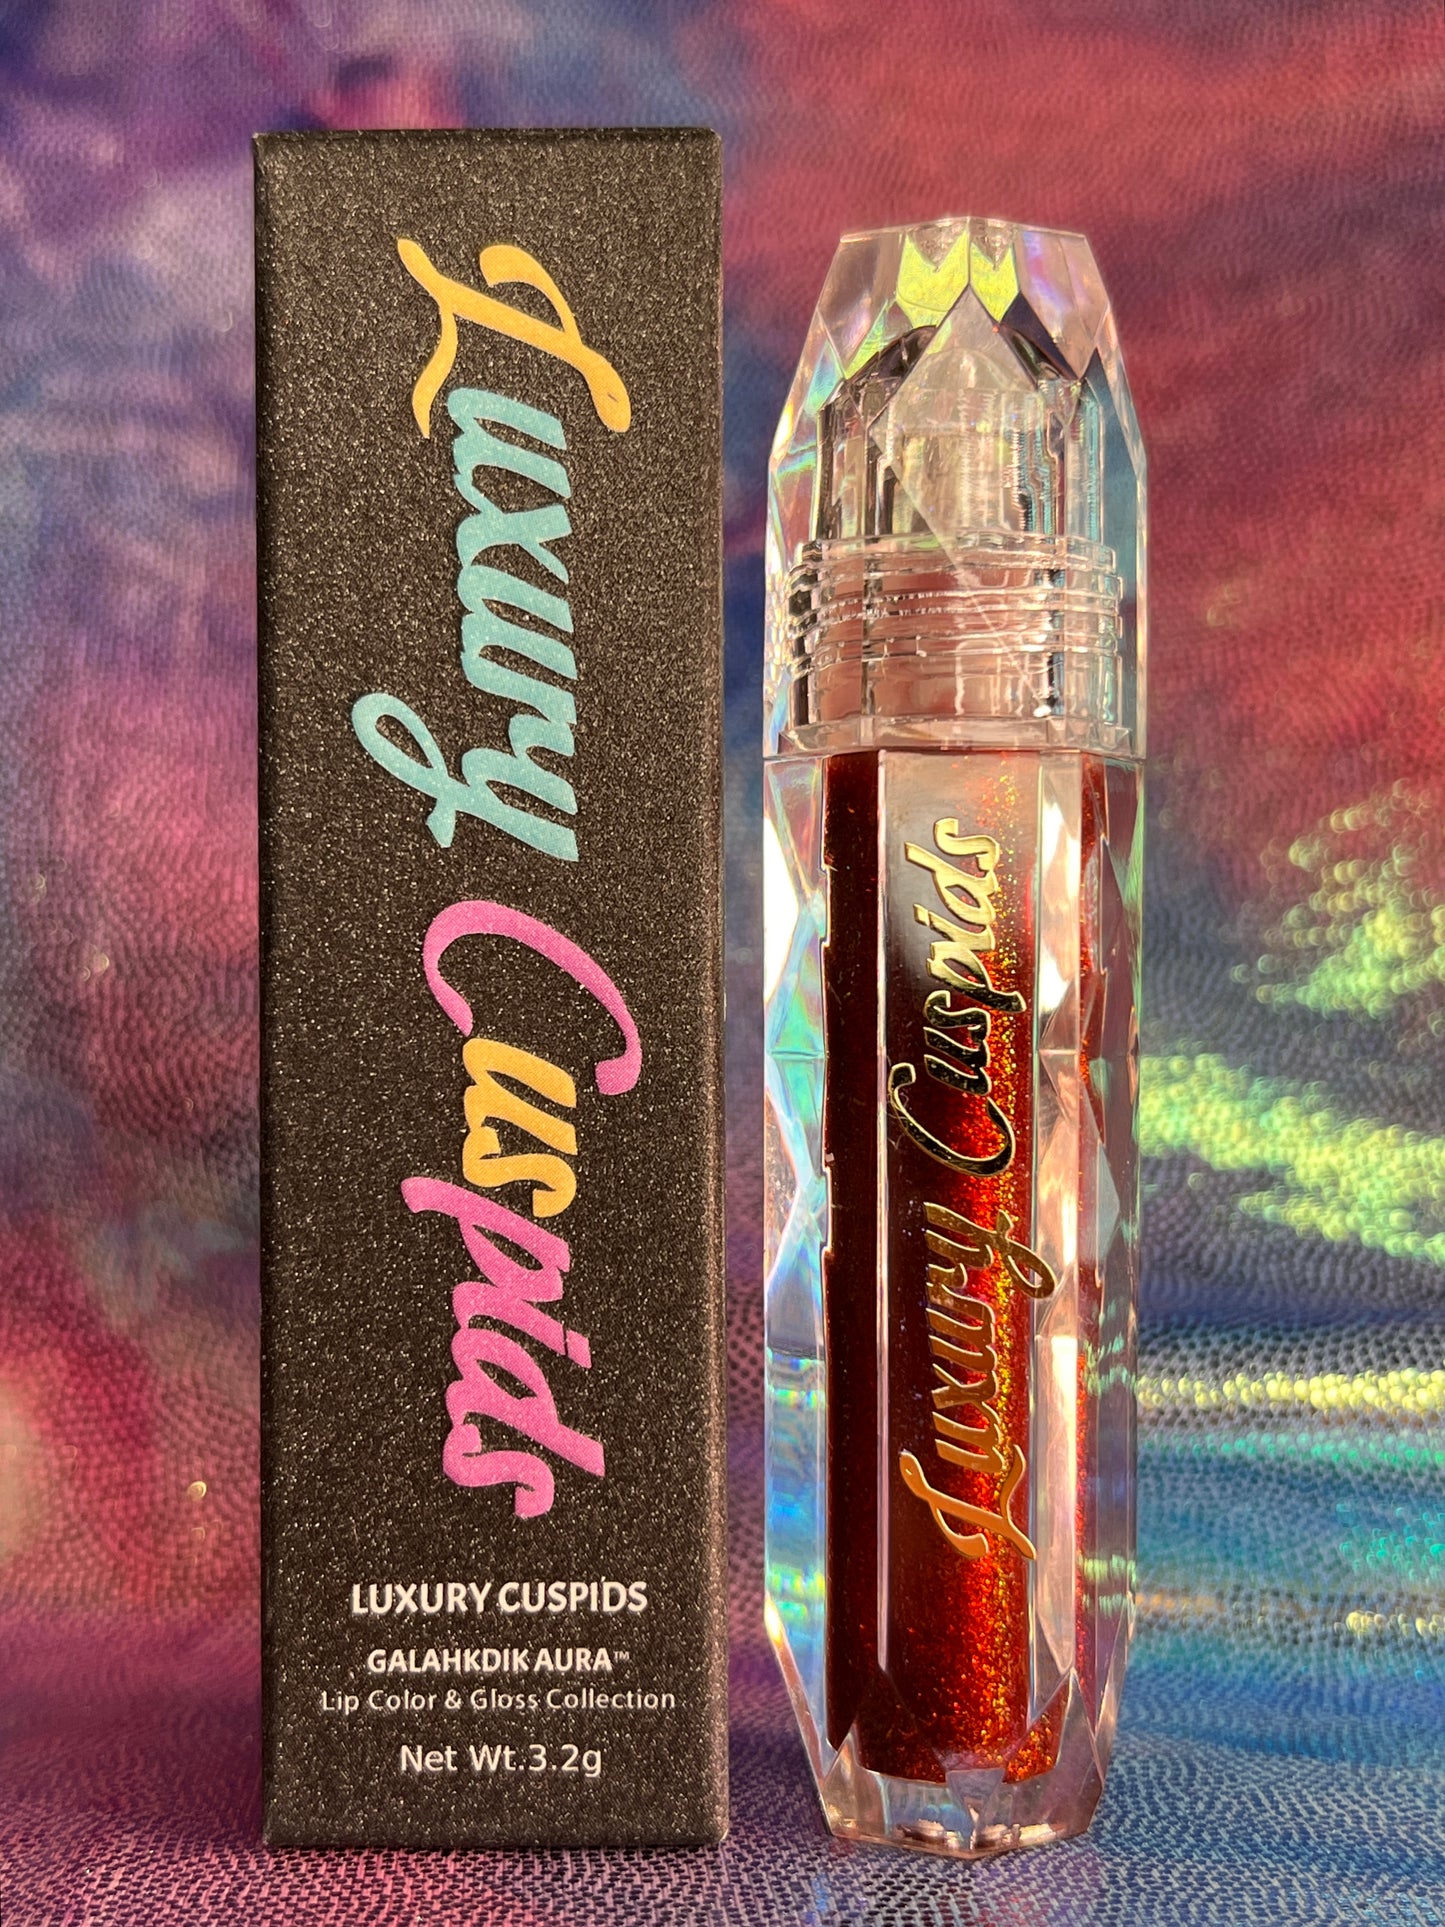 Luxury Cuspids
LUXURY CUSPIDS
GALAHKDIK AURA™
Lip Color & Gloss Collection
Net Wt.3.2g
Luxury Cuspids